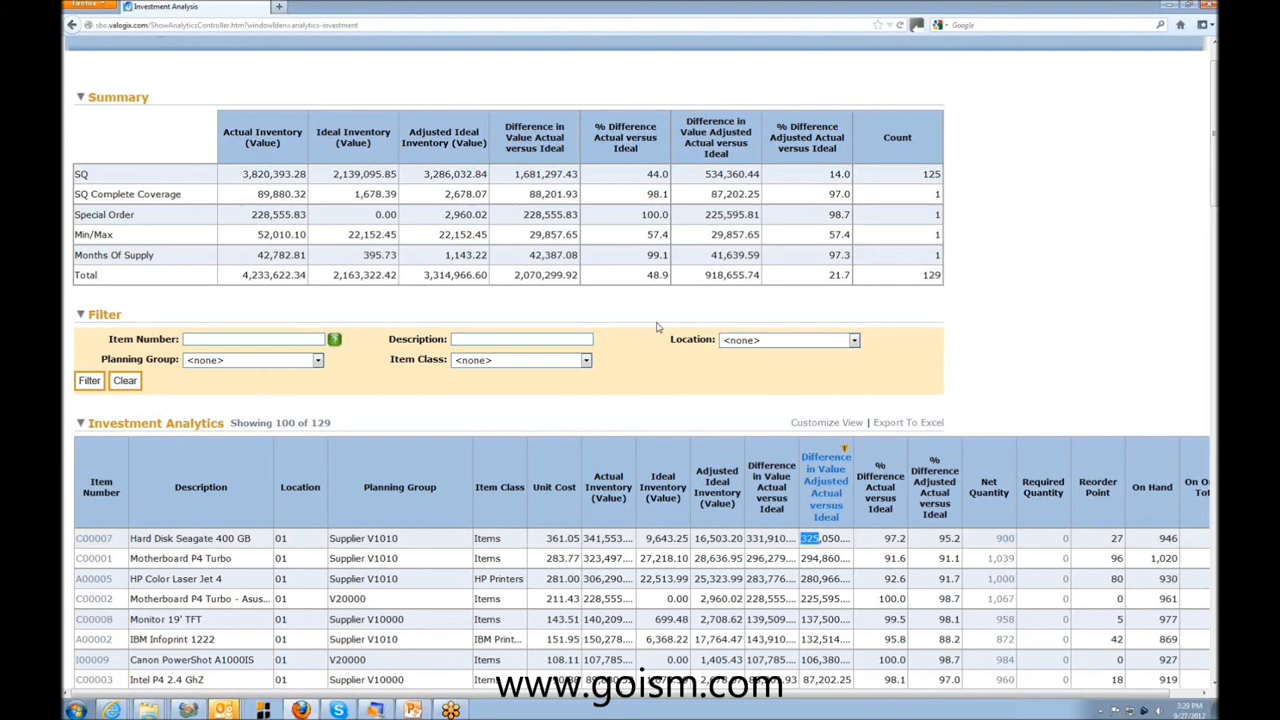 Firefox
Investment Analysis
sbo.valogix.com/ShowAnalyticsController.htm?windowIden=analytics-investment
Google
Summary
Actual Inventory (Value) Ideal Inventory (Value) Adjusted Ideal Inventory (Value) Difference in Value Actual versus Ideal % Difference Actual versus Ideal Difference in Value Adjusted Actual versus Ideal % Difference Adjusted Actual versus Ideal Count
SQ 3,820,393.28 2,139,095.85 3,286,032.84 1,681,297.43 44.0 534,360.44 14.0 125
SQ Complete Coverage 89,880.32 1,678.39 2,678.07 88,201.93 98.1 87,202.25 97.0 1
Special Order 228,555.83 0.00 2,960.02 228,555.83 100.0 225,595.81 98.7 1
Min/Max 52,010.10 22,152.45 22,152.45 29,857.65 57.4 29,857.65 57.4 1
Months Of Supply 42,782.81 395.73 1,143.22 42,387.08 99.1 41,639.59 97.3 1
Total 4,233,622.34 2,163,322.42 3,314,966.60 2,070,299.92 48.9 918,655.74 21.7 129
Filter
Item Number: ? Description: Location: <none>
Planning Group: <none> Item Class: <none>
Filter Clear
Investment Analytics Showing 100 of 129 Customize View | Export To Excel
Item Number Description Location Planning Group Item Class Unit Cost Actual Inventory (Value) Ideal Inventory (Value) Adjusted Ideal Inventory (Value) Difference in Value Actual versus Ideal Difference in Value Adjusted Actual versus Ideal % Difference Actual versus Ideal % Difference Adjusted Actual versus Ideal Net Quantity Required Quantity Reorder Point On Hand
C00007 Hard Disk Seagate 400 GB 01 Supplier V1010 Items 361.05 341,553.... 9,643.25 16,503.20 331,910.... 325,050.... 97.2 95.2 900 0 27 946
C00001 Motherboard P4 Turbo 01 Supplier V1010 Items 283.77 323,497.... 27,218.10 28,636.95 296,279.... 294,860.... 91.6 91.1 1,039 0 96 1,020
A00005 HP Color Laser Jet 4 01 Supplier V1010 HP Printers 281.00 306,290.... 22,513.99 25,323.99 283,776.... 280,966.... 92.6 91.7 1,000 0 80 930
C00002 Motherboard P4 Turbo - Asus... 01 V20000 Items 211.43 228,555.... 0.00 2,960.02 228,555.... 225,595.... 100.0 98.7 1,067 0 0 961
C00008 Monitor 19" TFT 01 Supplier V10000 Items 143.51 140,209.... 699.48 2,708.62 139,509.... 137,500.... 99.5 98.1 958 0 5 977
A00002 IBM Infoprint 1222 01 Supplier V1010 IBM Print... 151.95 150,278.... 6,368.22 17,764.47 143,910.... 132,514.... 95.8 88.2 872 0 42 869
I00009 Canon PowerShot A1000IS 01 V20000 Items 108.11 107,785.... 0.00 1,405.43 107,785.... 106,380.... 100.0 98.7 984 0 0 927
C00003 Intel P4 2.4 GhZ 01 Supplier V10000 Items 87,202.25 98.1 97.0 960 0 18 919
www.goism.com
3:29 PM
9/27/2012